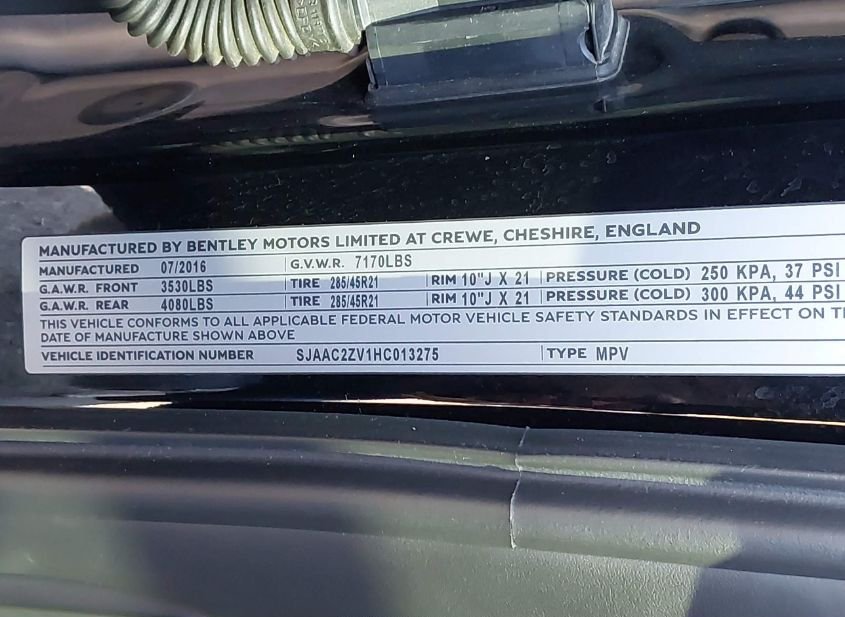 MANUFACTURED BY BENTLEY MOTORS LIMITED AT CREWE, CHESHIRE, ENGLAND
MANUFACTURED 07/2016 G.V.W.R. 7170LBS
G.A.W.R. FRONT 3530LBS TIRE 285/45R21 RIM 10"J X 21 PRESSURE (COLD) 250 KPA, 37 PSI
G.A.W.R. REAR 4080LBS TIRE 285/45R21 RIM 10"J X 21 PRESSURE (COLD) 300 KPA, 44 PSI
THIS VEHICLE CONFORMS TO ALL APPLICABLE FEDERAL MOTOR VEHICLE SAFETY STANDARDS IN EFFECT ON
DATE OF MANUFACTURE SHOWN ABOVE
VEHICLE IDENTIFICATION NUMBER SJAAC2ZV1HC013275 TYPE MPV